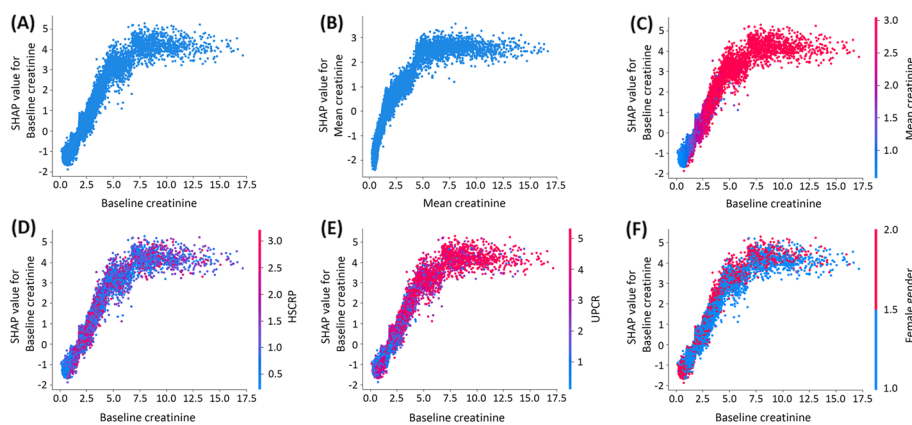 (A)
SHAP value for
Baseline creatinine
5
4
3
2
1
0
-1
-2
0.0 2.5 5.0 7.5 10.0 12.5 15.0 17.5
Baseline creatinine
(B)
SHAP value for
Mean creatinine
3
2
1
0
-1
-2
0.0 2.5 5.0 7.5 10.0 12.5 15.0 17.5
Mean creatinine
(C)
SHAP value for
Baseline creatinine
5
4
3
2
1
0
-1
-2
0.0 2.5 5.0 7.5 10.0 12.5 15.0 17.5
Baseline creatinine
3.0
2.5
2.0
1.5
1.0
Mean creatinine
(D)
SHAP value for
Baseline creatinine
5
4
3
2
1
0
-1
-2
0.0 2.5 5.0 7.5 10.0 12.5 15.0 17.5
Baseline creatinine
3.0
2.5
2.0
1.5
1.0
0.5
HSCRP
(E)
SHAP value for
Baseline creatinine
5
4
3
2
1
0
-1
-2
0.0 2.5 5.0 7.5 10.0 12.5 15.0 17.5
Baseline creatinine
5
4
3
2
1
UPCR
(F)
SHAP value for
Baseline creatinine
5
4
3
2
1
0
-1
-2
0.0 2.5 5.0 7.5 10.0 12.5 15.0 17.5
Baseline creatinine
2.0
1.5
1.0
Female gender